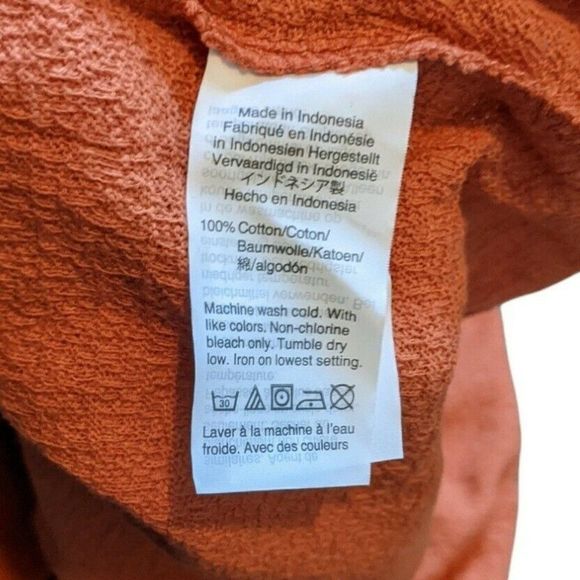 Made in Indonesia
Fabriqué en Indonésie
in Indonesien Hergestellt
Vervaardigd in Indonesië
インドネシア製
Hecho en Indonesia
100% Cotton/Coton/
Baumwolle/Katoen/
綿/algodón
Machine wash cold. With
like colors. Non-chlorine
bleach only. Tumble dry
low. Iron on lowest setting.
30
Laver à la machine à l'eau
froide. Avec des couleurs